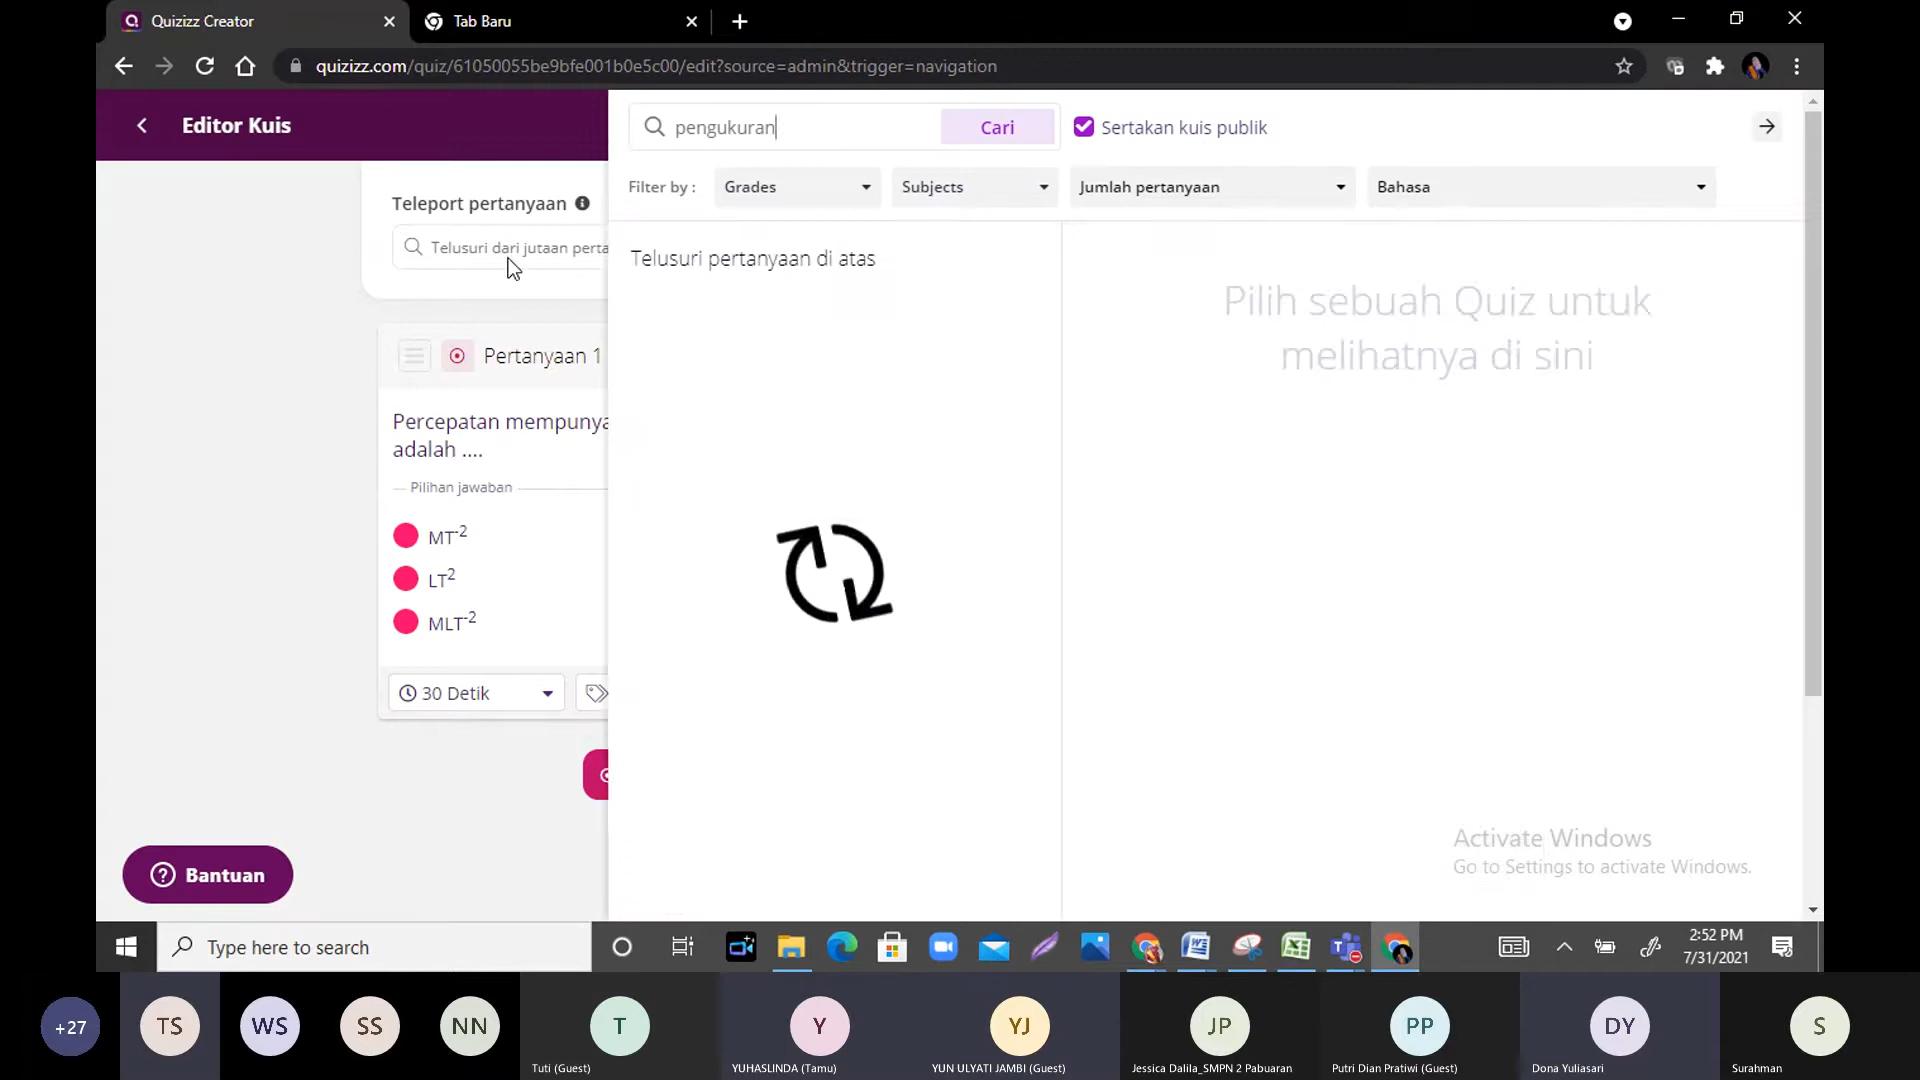 Quizizz Creator
Tab Baru
quizizz.com/quiz/61050055be9bfe001b0e5c00/edit?source=admin&trigger=navigation
Editor Kuis
pengukuran
Cari
Sertakan kuis publik
Filter by :
Grades
Subjects
Jumlah pertanyaan
Bahasa
Teleport pertanyaan
Telusuri dari jutaan perta
Telusuri pertanyaan di atas
Pilih sebuah Quiz untuk
melihatnya di sini
Pertanyaan 1
Percepatan mempunya
adalah ....
Pilihan jawaban
MT-2
LT2
MLT-2
30 Detik
Bantuan
Activate Windows
Go to Settings to activate Windows.
Type here to search
2:52 PM
7/31/2021
+27
TS
WS
SS
NN
T
Y
YJ
JP
PP
DY
S
Tuti (Guest)
YUHASLINDA (Tamu)
YUN ULYATI JAMBI (Guest)
Jessica Dalila_SMPN 2 Pabuaran
Putri Dian Pratiwi (Guest)
Dona Yuliasari
Surahman